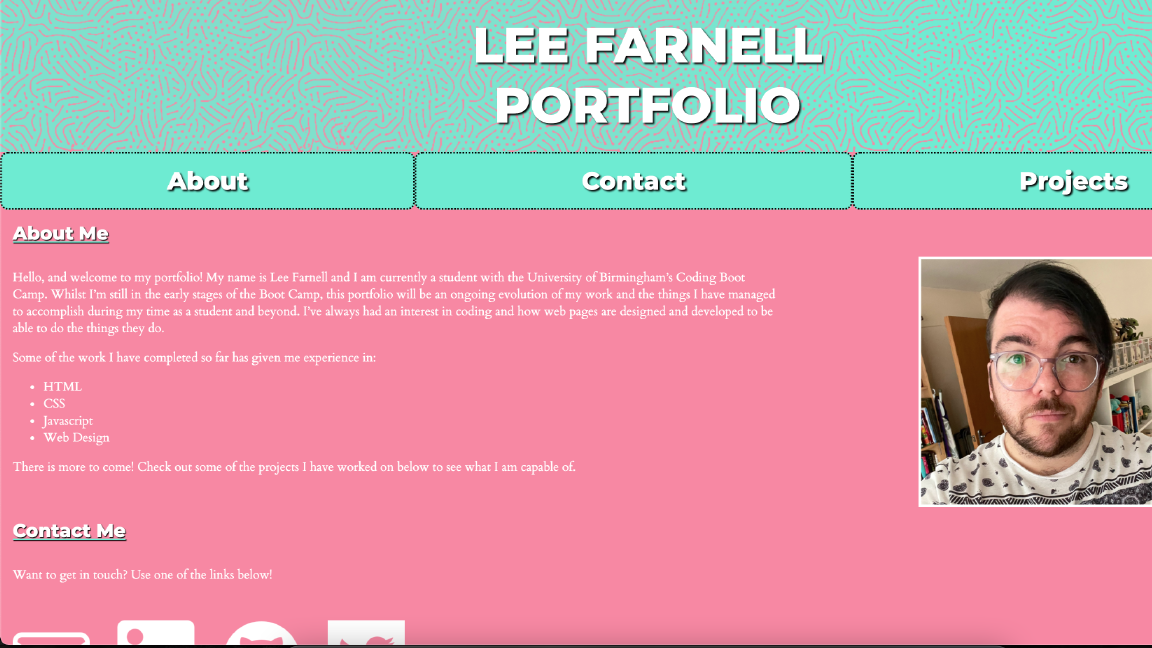 LEE FARNELL
PORTFOLIO
About
Contact
Projects
About Me
Hello, and welcome to my portfolio! My name is Lee Farnell and I am currently a student with the University of Birmingham's Coding Boot
Camp. Whilst I'm still in the early stages of the Boot Camp, this portfolio will be an ongoing evolution of my work and the things I have managed
to accomplish during my time as a student and beyond. I've always had an interest in coding and how web pages are designed and developed to be
able to do the things they do.
Some of the work I have completed so far has given me experience in:
• HTML
• CSS
• Javascript
• Web Design
There is more to come! Check out some of the projects I have worked on below to see what I am capable of.
Contact Me
Want to get in touch? Use one of the links below!